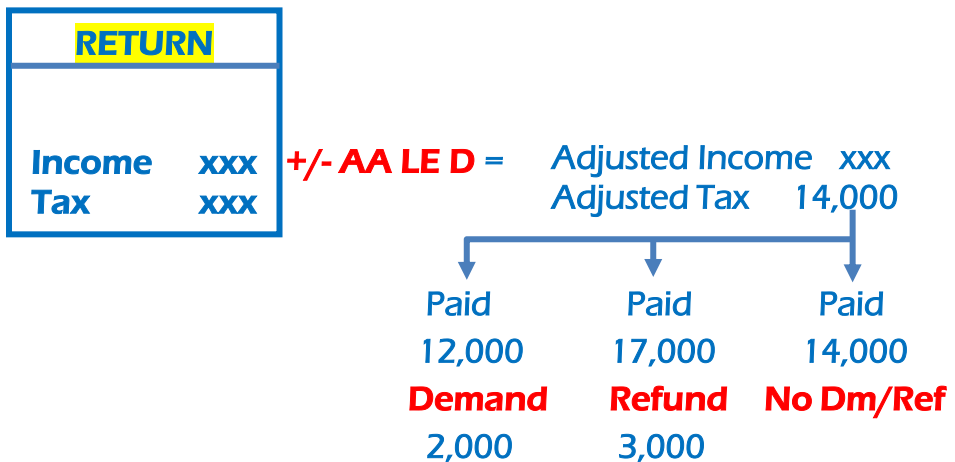 RETURN
Income xxx +/- AA LE D = Adjusted Income xxx
Tax xxx Adjusted Tax 14,000
Paid Paid Paid
12,000 17,000 14,000
Demand Refund No Dm/Ref
2,000 3,000